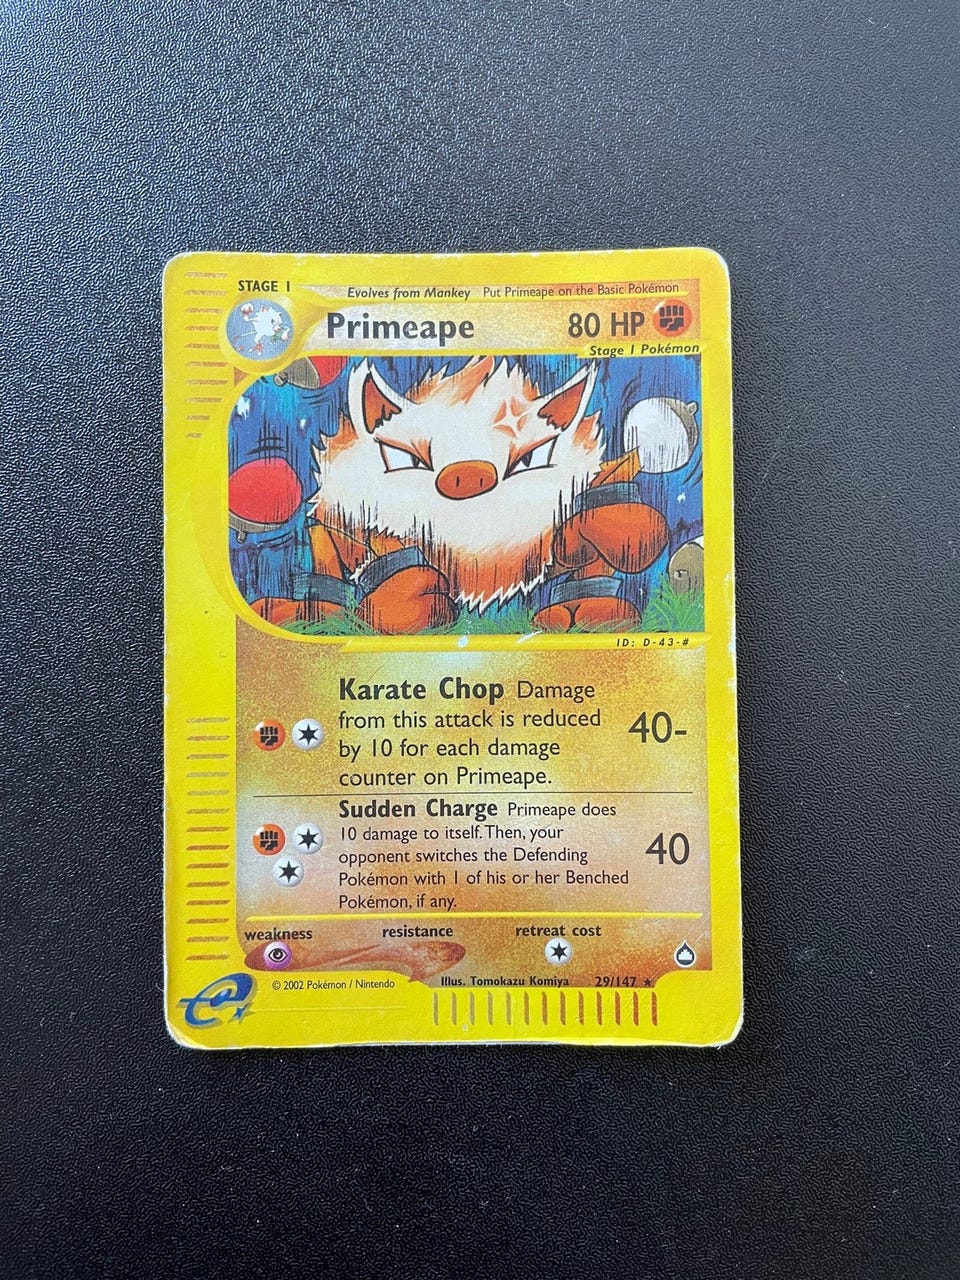 STAGE 1
Evolves from Mankey Put Primeape on the Basic Pokémon
Primeape 80 HP
Stage 1 Pokémon
ID: D-43-#
Karate Chop Damage
from this attack is reduced
by 10 for each damage
counter on Primeape.
40-
Sudden Charge Primeape does
10 damage to itself. Then, your
opponent switches the Defending
Pokémon with 1 of his or her Benched
Pokémon, if any.
40
weakness resistance retreat cost
© 2002 Pokémon / Nintendo
Illus. Tomokazu Komiya 29/147 ★
e